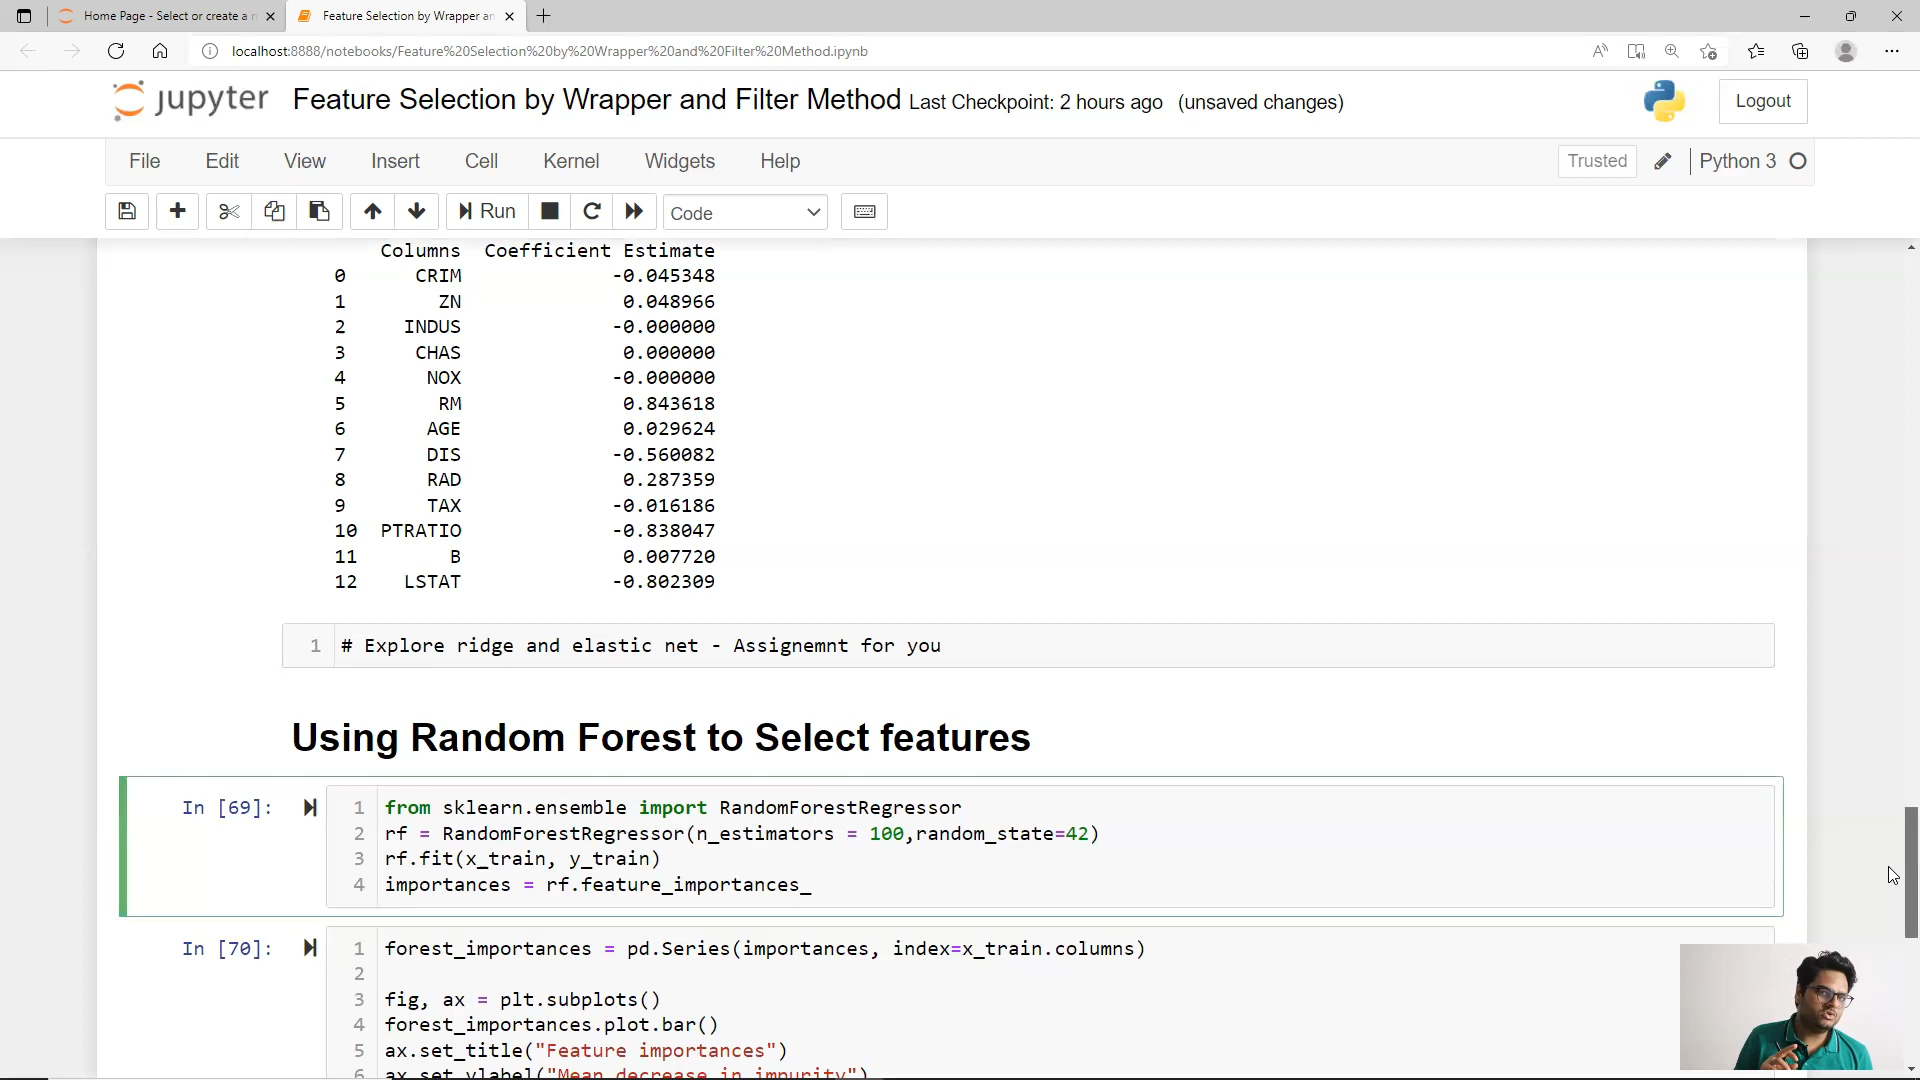 Home Page - Select or create a n
Feature Selection by Wrapper an
localhost:8888/notebooks/Feature%20Selection%20by%20Wrapper%20and%20Filter%20Method.ipynb
jupyter Feature Selection by Wrapper and Filter Method Last Checkpoint: 2 hours ago (unsaved changes) Logout
File Edit View Insert Cell Kernel Widgets Help Trusted Python 3
Run Code
Columns Coefficient Estimate
0 CRIM -0.045348
1 ZN 0.048966
2 INDUS -0.000000
3 CHAS 0.000000
4 NOX -0.000000
5 RM 0.843618
6 AGE 0.029624
7 DIS -0.560082
8 RAD 0.287359
9 TAX -0.016186
10 PTRATIO -0.838047
11 B 0.007720
12 LSTAT -0.802309
1 # Explore ridge and elastic net - Assignemnt for you
Using Random Forest to Select features
In [69]: 1 from sklearn.ensemble import RandomForestRegressor
2 rf = RandomForestRegressor(n_estimators = 100,random_state=42)
3 rf.fit(x_train, y_train)
4 importances = rf.feature_importances_
In [70]: 1 forest_importances = pd.Series(importances, index=x_train.columns)
2
3 fig, ax = plt.subplots()
4 forest_importances.plot.bar()
5 ax.set_title("Feature importances")
6 ax.set_ylabel("Mean decrease in impurity")